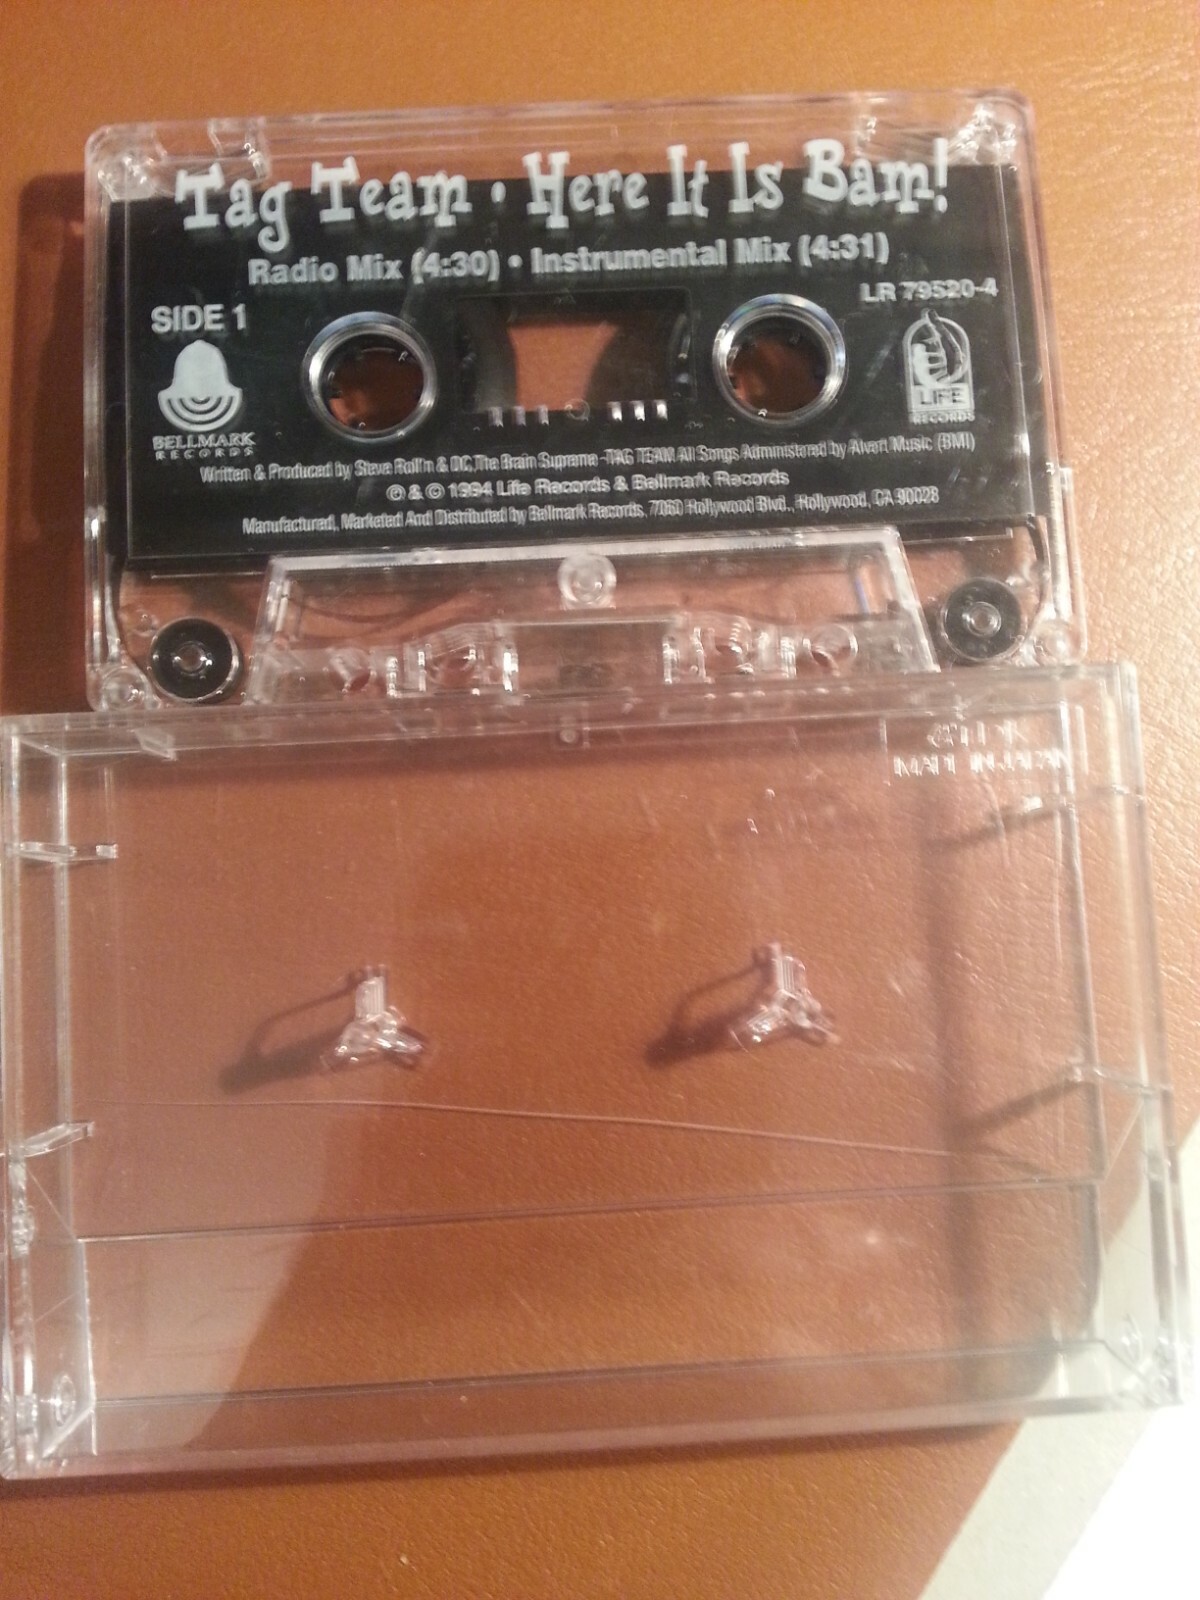 Tag Team • Here It Is Bam!
Radio Mix (4:30) • Instrumental Mix (4:31)
SIDE 1
LR 79520-4
BELLMARK
RECORDS
LIFE
RECORDS
Written & Produced by Steve Roll'n & DC, The Brain Supreme -TAG TEAM. All Songs Administered by Alvert Music (BMI)
℗ & © 1994 Life Records & Bellmark Records
Manufactured, Marketed And Distributed by Bellmark Records, 7060 Hollywood Blvd., Hollywood, CA 90028
IN JAPAN